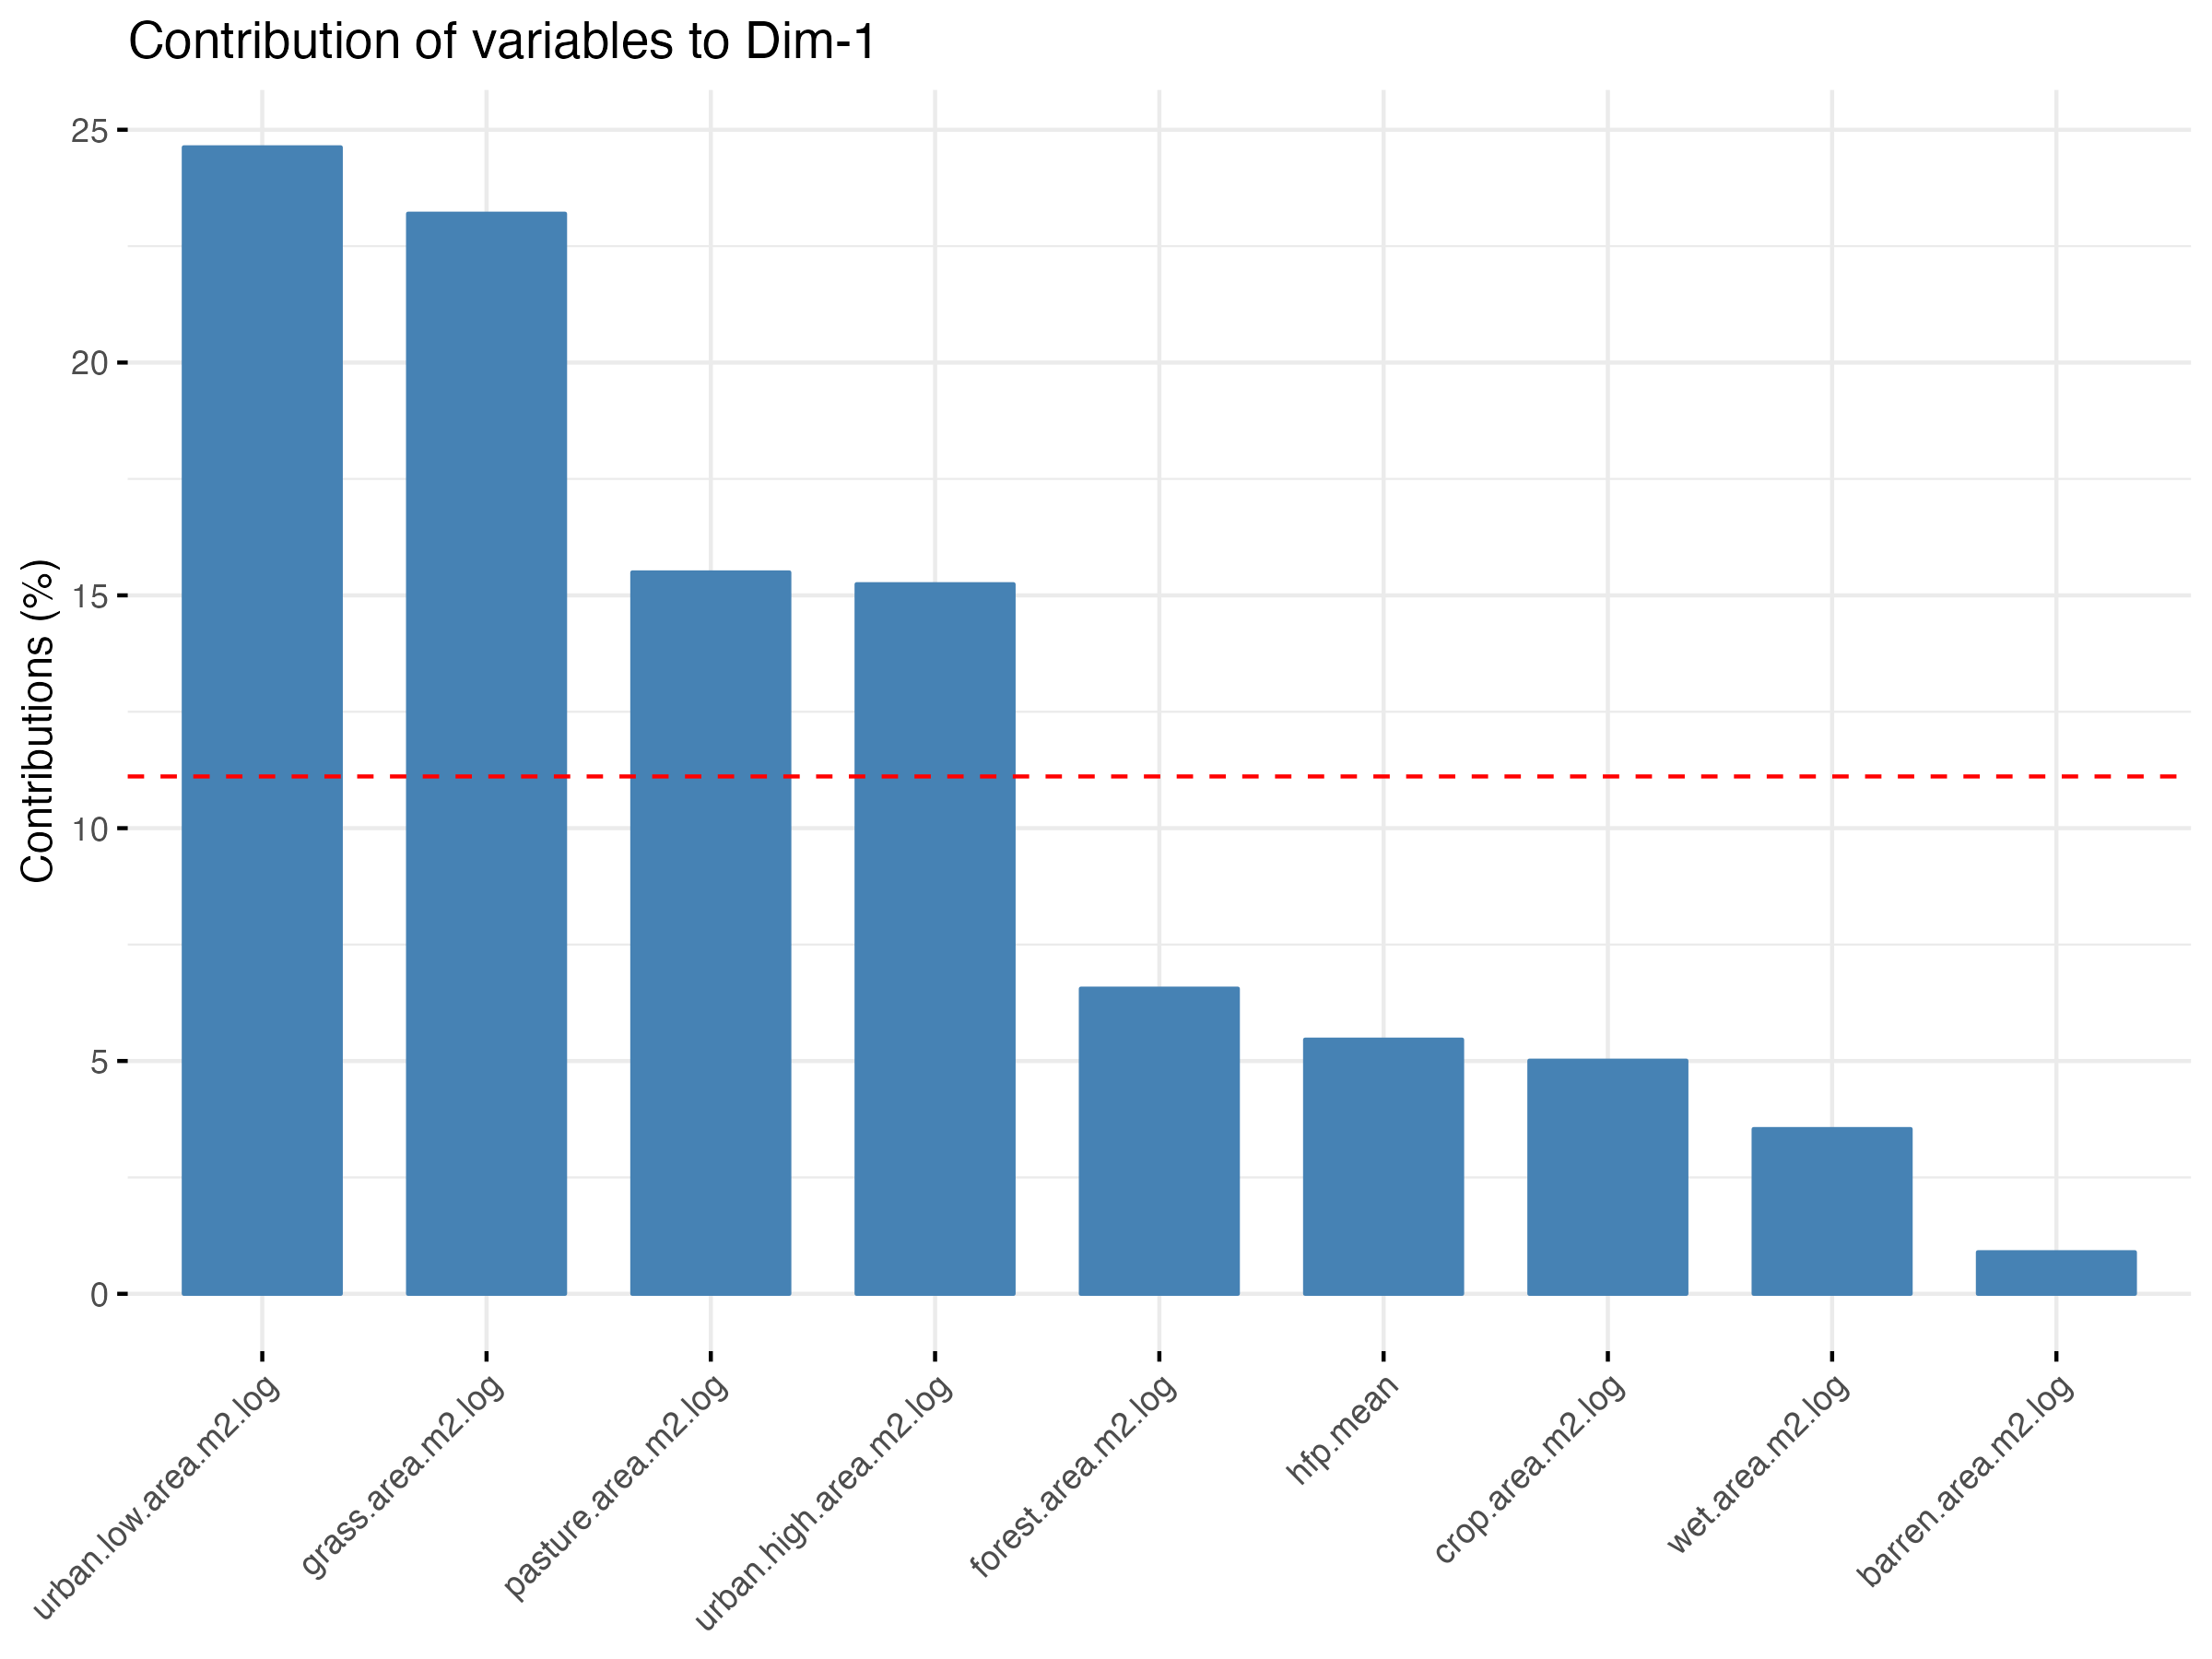 Contribution of variables to Dim-1
Contributions (%)
25
20
15
10
5
0
urban.low.area.m2.log
grass.area.m2.log
pasture.area.m2.log
urban.high.area.m2.log
forest.area.m2.log
hfp.mean
crop.area.m2.log
wet.area.m2.log
barren.area.m2.log